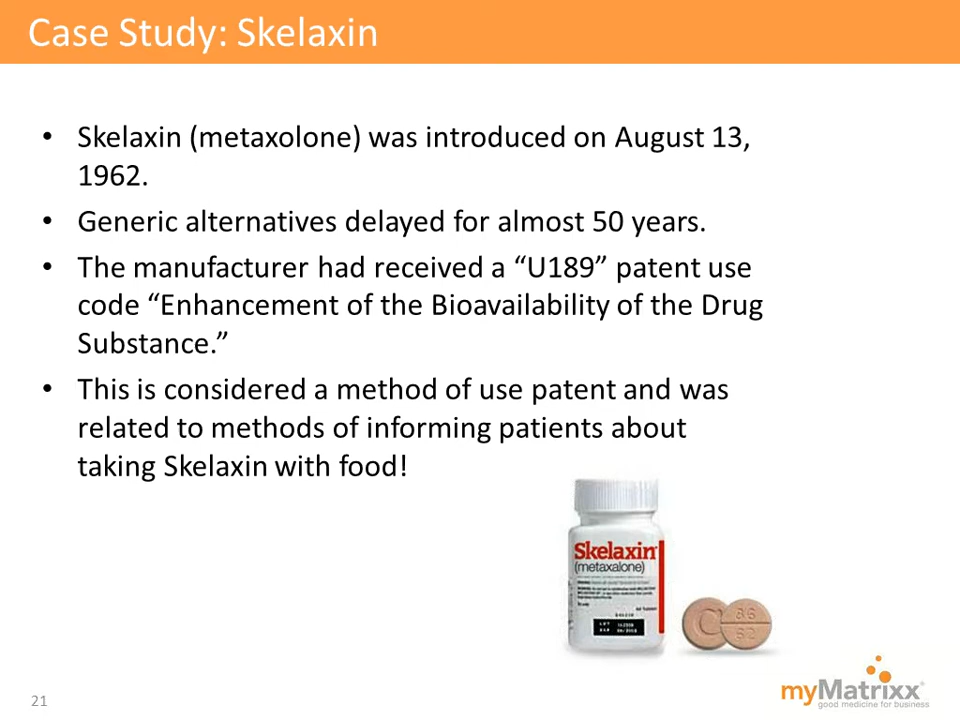 Case Study: Skelaxin
• Skelaxin (metaxolone) was introduced on August 13,
1962.
• Generic alternatives delayed for almost 50 years.
• The manufacturer had received a “U189” patent use
code “Enhancement of the Bioavailability of the Drug
Substance.”
• This is considered a method of use patent and was
related to methods of informing patients about
taking Skelaxin with food!
Skelaxin
(metaxalone)
C
86
62
21
myMatrixx®
good medicine for business